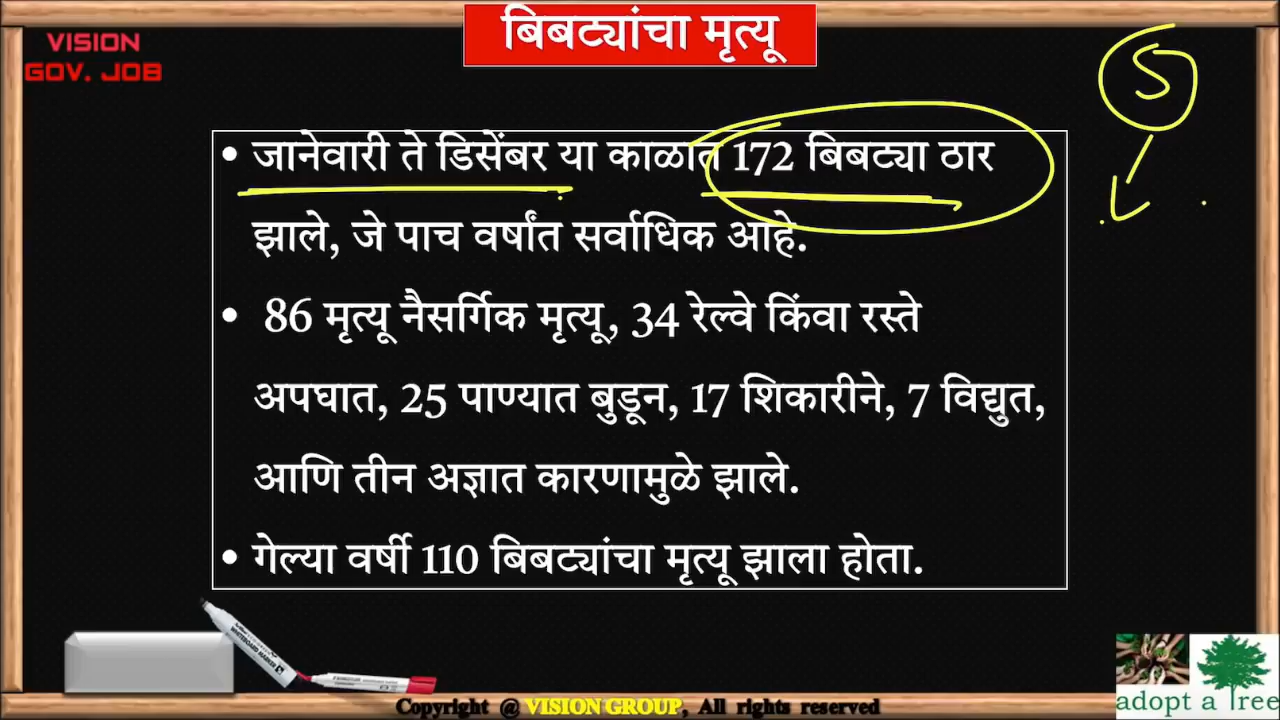 बिबट्यांचा मृत्यू
VISION
GOV. JOB
5
• जानेवारी ते डिसेंबर या काळात 172 बिबट्या ठार
झाले, जे पाच वर्षांत सर्वाधिक आहे.
• 86 मृत्यू नैसर्गिक मृत्यू, 34 रेल्वे किंवा रस्ते
अपघात, 25 पाण्यात बुडून, 17 शिकारीने, 7 विद्युत,
आणि तीन अज्ञात कारणामुळे झाले.
• गेल्या वर्षी 110 बिबट्यांचा मृत्यू झाला होता.
adopt a Tree
Copyright @ VISION GROUP, All rights reserved